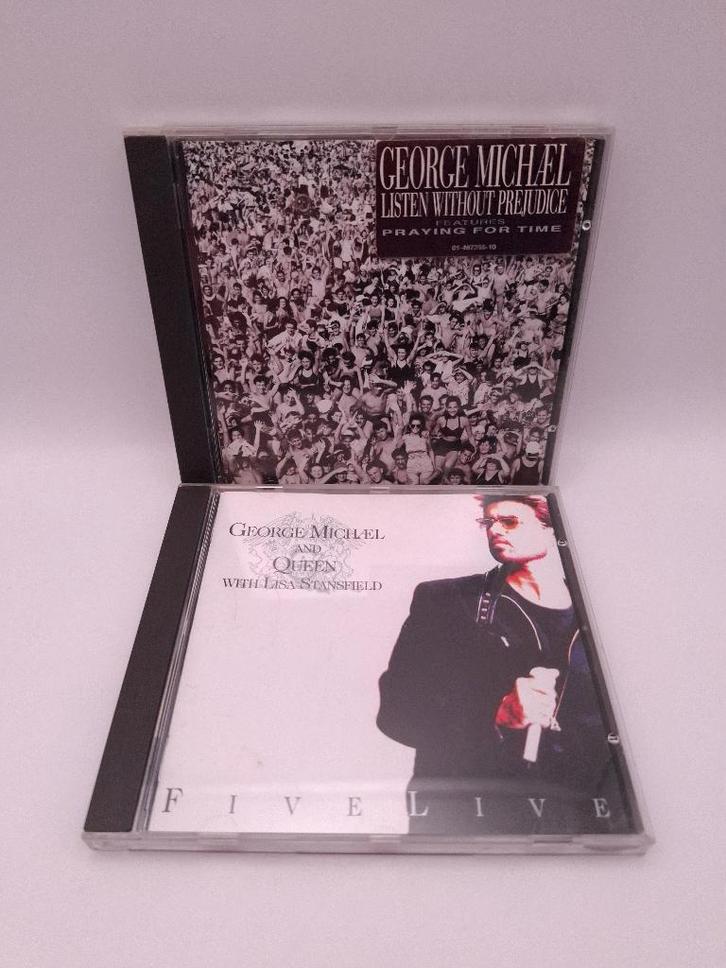 GEORGE MICHÆL
LISTEN WITHOUT PREJUDICE
FEATURES
PRAYING FOR TIME
GEORGE MICHÆL
AND
QUEEN
WITH LISA STANSFIELD
FIVE LIVE